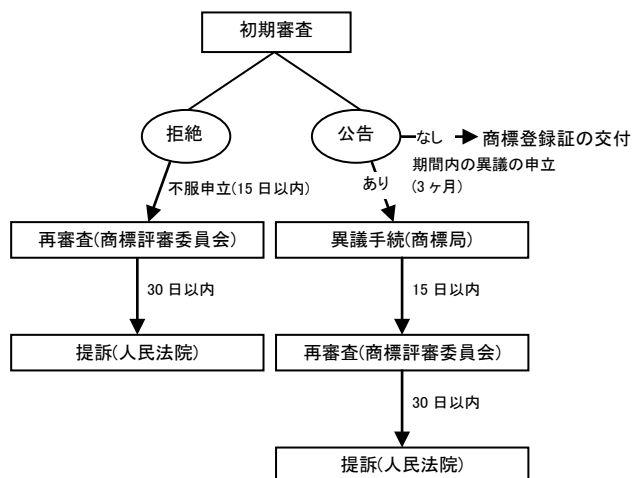 初期審査
拒絶
公告
なし
商標登録証の交付
期間内の異議の申立
(3ヶ月)
あり
不服申立(15日以内)
再審査(商標評審委員会)
異議手続(商標局)
30日以内
15日以内
提訴(人民法院)
再審査(商標評審委員会)
30日以内
提訴(人民法院)